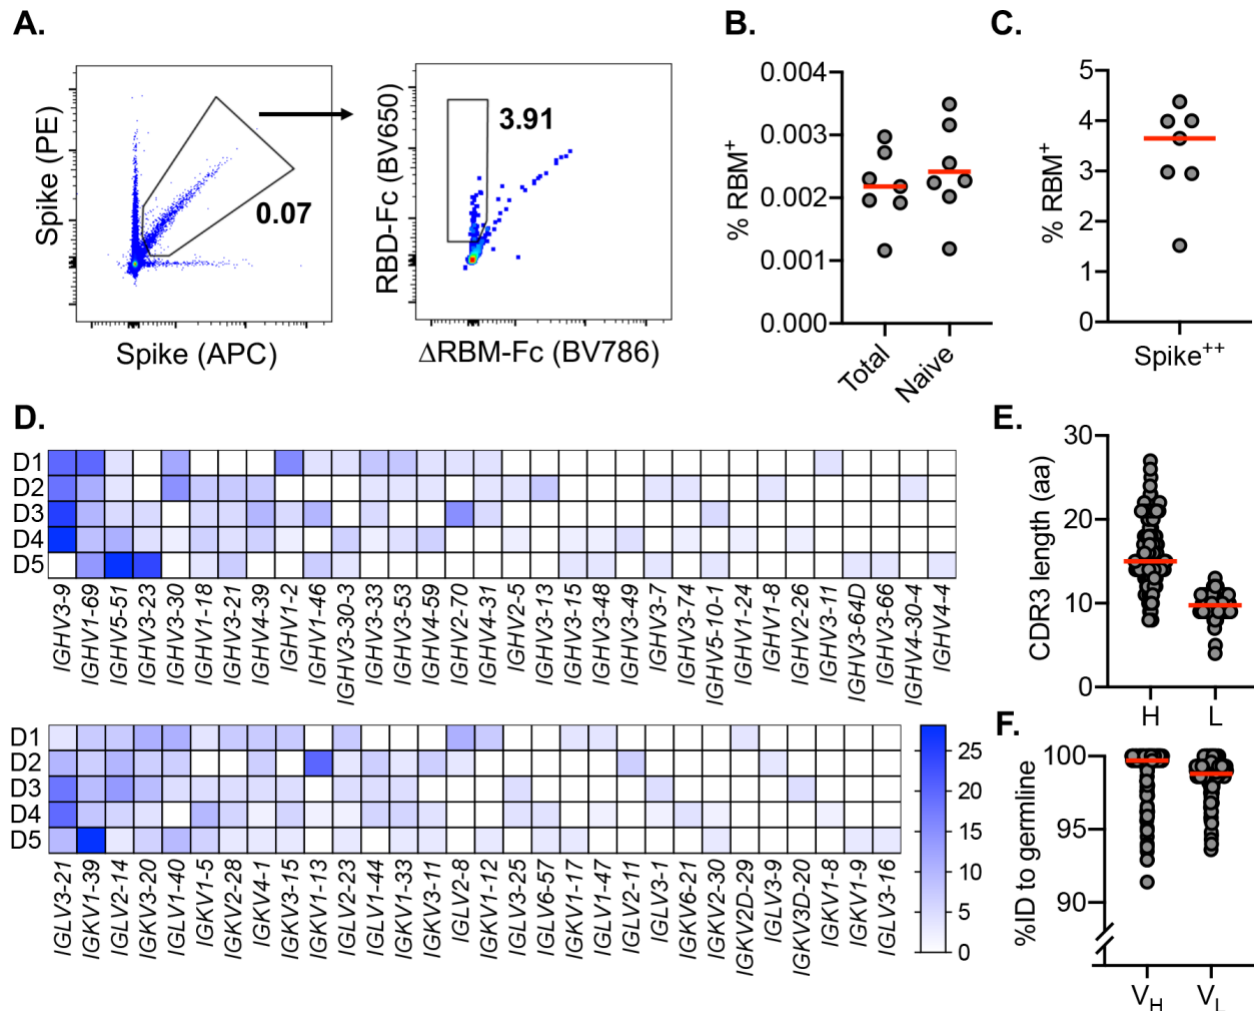 A.
Spike (PE)
0.07
Spike (APC)
RBD-Fc (BV650)
3.91
ΔRBM-Fc (BV786)
B.
% RBM⁺
0.004
0.003
0.002
0.001
0.000
Total
Naive
C.
% RBM⁺
5
4
3
2
1
0
Spike⁺⁺
D.
D1
D2
D3
D4
D5
IGHV3-9
IGHV1-69
IGHV5-51
IGHV3-23
IGHV3-30
IGHV1-18
IGHV3-21
IGHV4-39
IGHV1-2
IGHV1-46
IGHV3-30-3
IGHV3-33
IGHV3-53
IGHV4-59
IGHV2-70
IGHV4-31
IGHV2-5
IGHV3-13
IGHV3-15
IGHV3-48
IGHV3-49
IGHV3-7
IGHV3-74
IGHV5-10-1
IGHV1-24
IGHV1-8
IGHV2-26
IGHV3-11
IGHV3-64D
IGHV3-66
IGHV4-30-4
IGHV4-4
D1
D2
D3
D4
D5
IGLV3-21
IGKV1-39
IGLV2-14
IGKV3-20
IGLV1-40
IGKV1-5
IGKV2-28
IGKV4-1
IGKV3-15
IGKV1-13
IGLV2-23
IGLV1-44
IGKV1-33
IGKV3-11
IGLV2-8
IGKV1-12
IGLV3-25
IGLV6-57
IGKV1-17
IGLV1-47
IGLV2-11
IGLV3-1
IGKV6-21
IGKV2-30
IGKV2D-29
IGLV3-9
IGKV3D-20
IGKV1-8
IGKV1-9
IGLV3-16
25
20
15
10
5
0
E.
CDR3 length (aa)
30
20
10
0
H
L
F.
%ID to germline
100
95
90
V_H
V_L